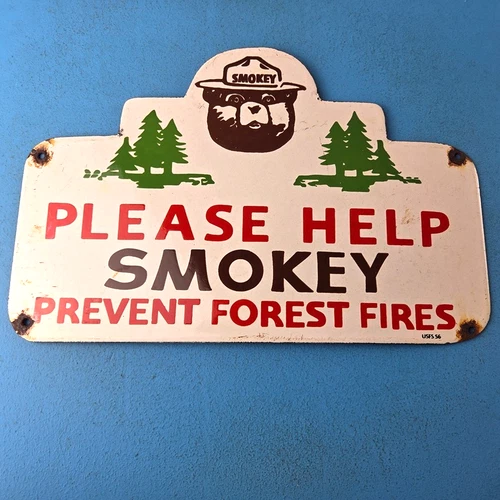 SMOKEY
PLEASE HELP
SMOKEY
PREVENT FOREST FIRES
USFS 56